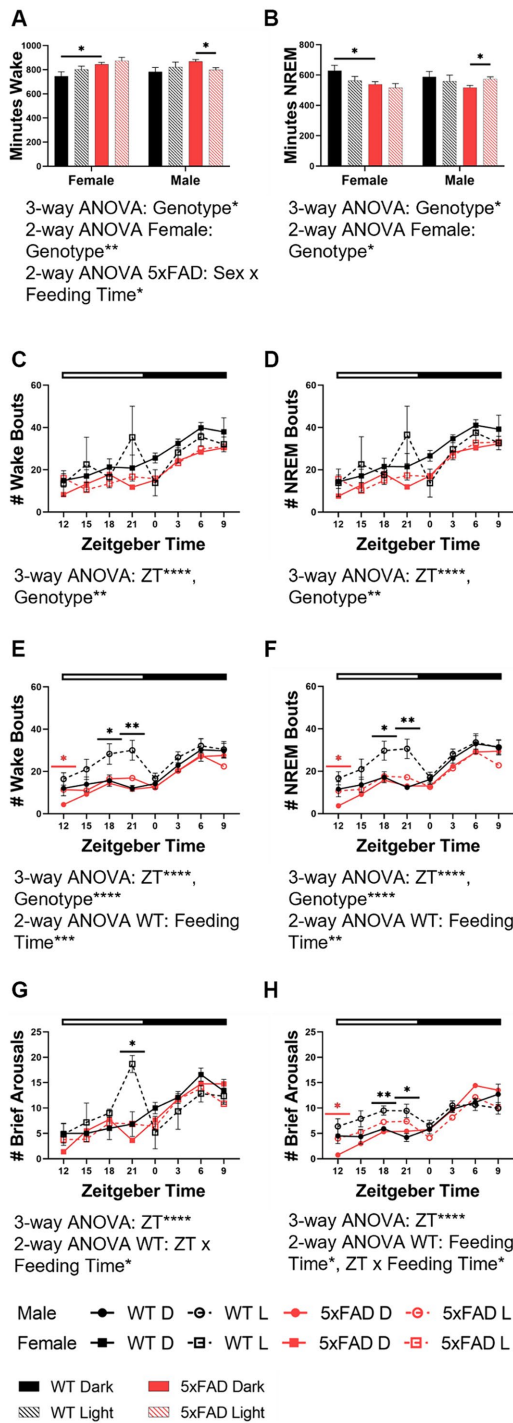 A
B
*
*
Minutes Wake
1000
800
600
400
200
0
Female
Male
*
*
Minutes NREM
800
600
400
200
0
Female
Male
3-way ANOVA: Genotype*
2-way ANOVA Female:
Genotype**
2-way ANOVA 5xFAD: Sex x
Feeding Time*
3-way ANOVA: Genotype*
2-way ANOVA Female:
Genotype*
C
D
# Wake Bouts
60
40
20
0
12 15 18 21 0 3 6 9
Zeitgeber Time
# NREM Bouts
60
40
20
0
12 15 18 21 0 3 6 9
Zeitgeber Time
3-way ANOVA: ZT****,
Genotype**
3-way ANOVA: ZT****,
Genotype**
E
F
# Wake Bouts
60
40
20
0
* * **
12 15 18 21 0 3 6 9
Zeitgeber Time
# NREM Bouts
60
40
20
0
* * **
12 15 18 21 0 3 6 9
Zeitgeber Time
3-way ANOVA: ZT****,
Genotype****
2-way ANOVA WT: Feeding
Time***
3-way ANOVA: ZT****,
Genotype****
2-way ANOVA WT: Feeding
Time**
G
H
# Brief Arousals
25
20
15
10
5
0
*
12 15 18 21 0 3 6 9
Zeitgeber Time
# Brief Arousals
25
20
15
10
5
0
* ** *
12 15 18 21 0 3 6 9
Zeitgeber Time
3-way ANOVA: ZT****
2-way ANOVA WT: ZT x
Feeding Time*
3-way ANOVA: ZT****
2-way ANOVA WT: Feeding
Time*, ZT x Feeding Time*
Male WT D WT L 5xFAD D 5xFAD L
Female WT D WT L 5xFAD D 5xFAD L
WT Dark 5xFAD Dark
WT Light 5xFAD Light